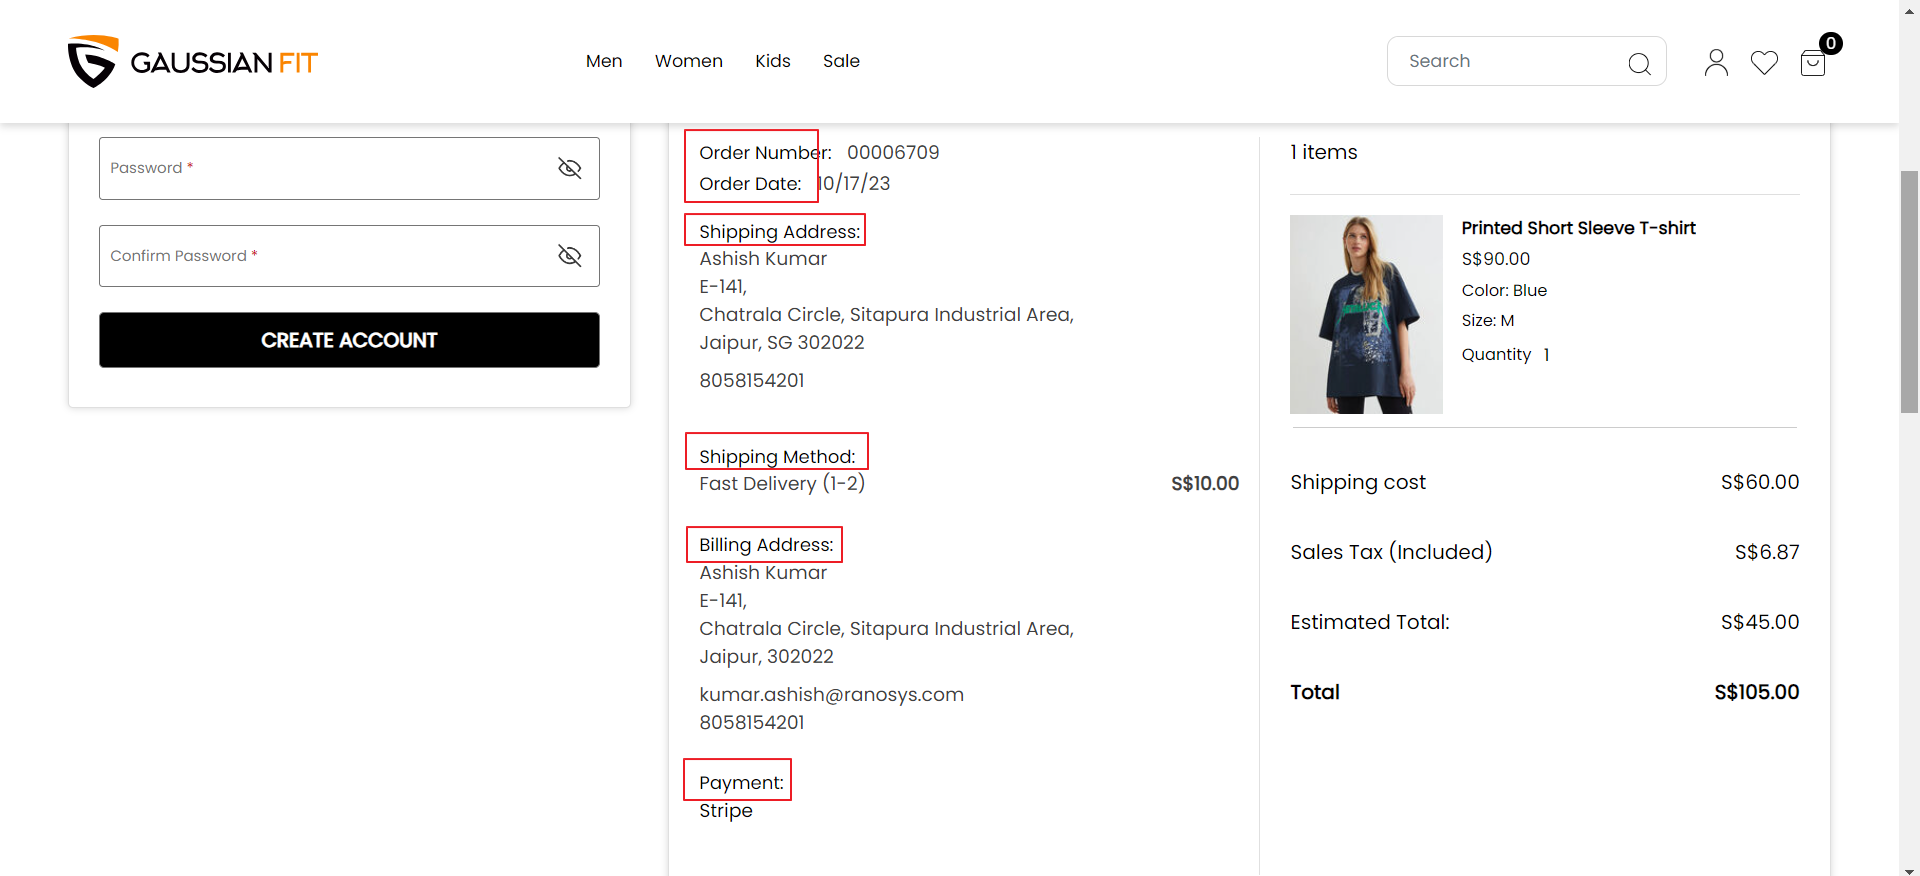 GAUSSIAN FIT
Men
Women
Kids
Sale
Search
0
Password *
Confirm Password *
CREATE ACCOUNT
Order Number: 00006709
Order Date: 10/17/23
Shipping Address:
Ashish Kumar
E-141,
Chatrala Circle, Sitapura Industrial Area,
Jaipur, SG 302022
8058154201
Shipping Method:
Fast Delivery (1-2) S$10.00
Billing Address:
Ashish Kumar
E-141,
Chatrala Circle, Sitapura Industrial Area,
Jaipur, 302022
kumar.ashish@ranosys.com
8058154201
Payment:
Stripe
1 items
Printed Short Sleeve T-shirt
S$90.00
Color: Blue
Size: M
Quantity 1
Shipping cost S$60.00
Sales Tax (Included) S$6.87
Estimated Total: S$45.00
Total S$105.00